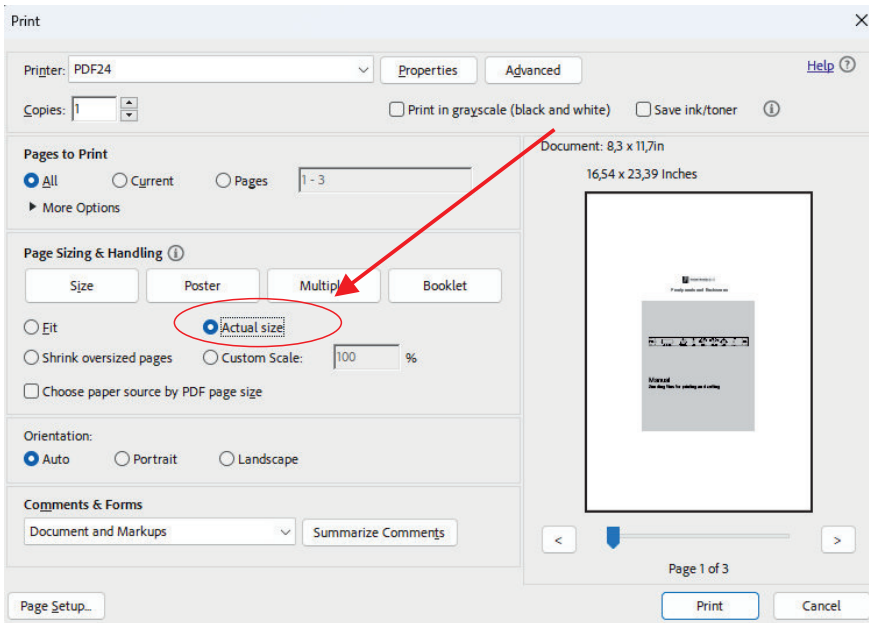 Print
Printer: PDF24
Properties
Advanced
Help
Copies: 1
Print in grayscale (black and white)
Save ink/toner
Pages to Print
All
Current
Pages
1 - 3
More Options
Document: 8,3 x 11,7in
16,54 x 23,39 Inches
Page Sizing & Handling
Size
Poster
Booklet
Fit
Actual size
Shrink oversized pages
Custom Scale:
100
%
Choose paper source by PDF page size
Manual
Orientation:
Auto
Portrait
Landscape
Comments & Forms
Document and Markups
Summarize Comments
<
>
Page 1 of 3
Page Setup...
Print
Cancel